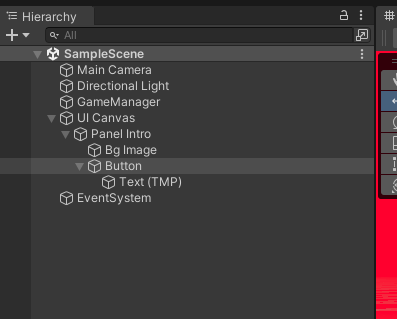 Hierarchy
All
SampleScene
Main Camera
Directional Light
GameManager
UI Canvas
Panel Intro
Bg Image
Button
Text (TMP)
EventSystem